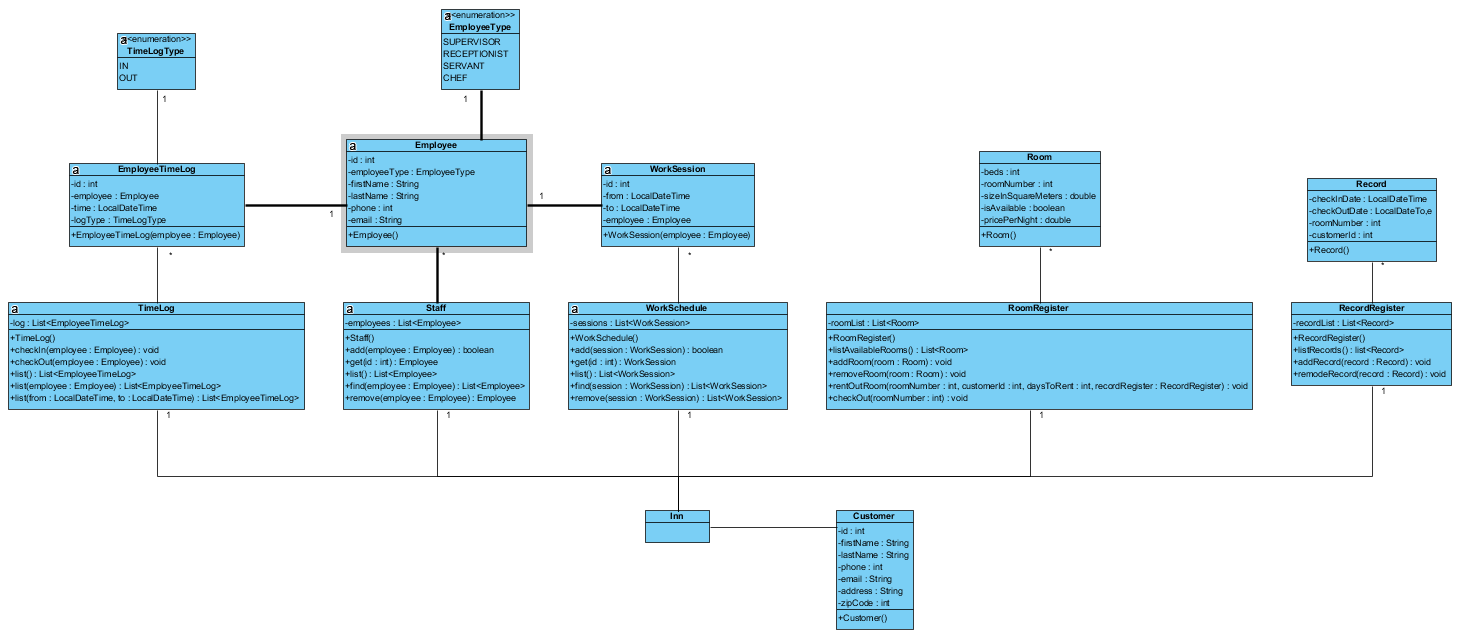 a<enumeration>>
EmployeeType
SUPERVISOR
RECEPTIONIST
SERVANT
CHEF
1
a<enumeration>>
TimeLogType
IN
OUT
1
a
EmployeeTimeLog
-id : int
-employee : Employee
-time : LocalDateTime
-logType : TimeLogType
+EmployeeTimeLog(employee : Employee)
*
1
a
Employee
-id : int
-employeeType : EmployeeType
-firstName : String
-lastName : String
-phone : int
-email : String
+Employee()
*
1
a
WorkSession
-id : int
-from : LocalDateTime
-to : LocalDateTime
-employee : Employee
+WorkSession(employee : Employee)
*
Room
-beds : int
-roomNumber : int
-sizeInSquareMeters : double
-isAvailable : boolean
-pricePerNight : double
+Room()
*
Record
-checkInDate : LocalDateTime
-checkOutDate : LocalDateTo,e
-roomNumber : int
-customerId : int
+Record()
*
a
TimeLog
-log : List<EmployeeTimeLog>
+TimeLog()
+checkIn(employee : Employee) : void
+checkOut(employee : Employee) : void
+list() : List<EmployeeTimeLog>
+list(employee : Employee) : List<EmployeeTimeLog>
+list(from : LocalDateTime, to : LocalDateTime) : List<EmployeeTimeLog>
1
a
Staff
-employees : List<Employee>
+Staff()
+add(employee : Employee) : boolean
+get(id : int) : Employee
+list() : List<Employee>
+find(employee : Employee) : List<Employee>
+remove(employee : Employee) : Employee
1
a
WorkSchedule
-sessions : List<WorkSession>
+WorkSchedule()
+add(session : WorkSession) : boolean
+get(id : int) : WorkSession
+list() : List<WorkSession>
+find(session : WorkSession) : List<WorkSession>
+remove(session : WorkSession) : List<WorkSession>
1
RoomRegister
-roomList : List<Room>
+RoomRegister()
+listAvailableRooms() : List<Room>
+addRoom(room : Room) : void
+removeRoom(room : Room) : void
+rentOutRoom(roomNumber : int, customerId : int, daysToRent : int, recordRegister : RecordRegister) : void
+checkOut(roomNumber : int) : void
1
RecordRegister
-recordList : List<Record>
+RecordRegister()
+listRecords() : list<Record>
+addRecord(record : Record) : void
+remodeRecord(record : Record) : void
1
Inn
Customer
-id : int
-firstName : String
-lastName : String
-phone : int
-email : String
-address : String
-zipCode : int
+Customer()